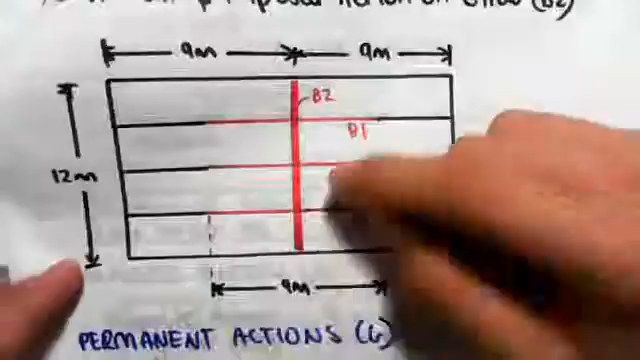 9m 9m
B2
B1
12m
9m
PERMANENT ACTIONS (G)